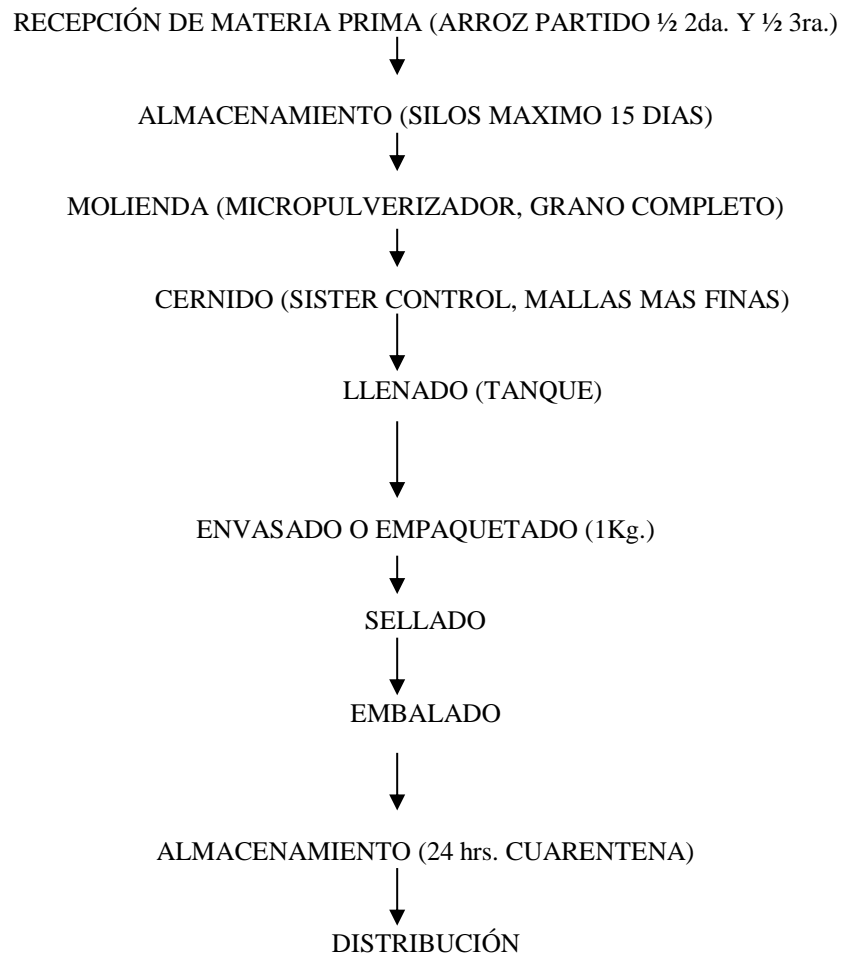 RECEPCIÓN DE MATERIA PRIMA (ARROZ PARTIDO ½ 2da. Y ½ 3ra.)
ALMACENAMIENTO (SILOS MAXIMO 15 DIAS)
MOLIENDA (MICROPULVERIZADOR, GRANO COMPLETO)
CERNIDO (SISTER CONTROL, MALLAS MAS FINAS)
LLENADO (TANQUE)
ENVASADO O EMPAQUETADO (1Kg.)
SELLADO
EMBALADO
ALMACENAMIENTO (24 hrs. CUARENTENA)
DISTRIBUCIÓN